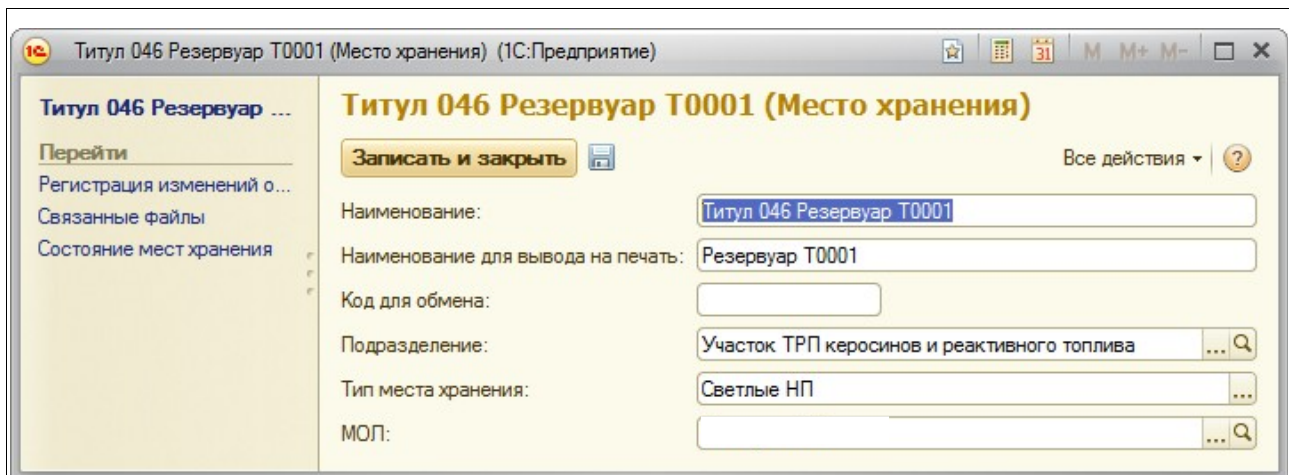 Титул 046 Резервуар Т0001 (Место хранения) (1С:Предприятие)
31 М М+ М-
Титул 046 Резервуар ...
Перейти
Регистрация изменений о...
Связанные файлы
Состояние мест хранения
Титул 046 Резервуар Т0001 (Место хранения)
Записать и закрыть
Все действия ?
Наименование: Титул 046 Резервуар Т0001
Наименование для вывода на печать: Резервуар Т0001
Код для обмена:
Подразделение: Участок ТРП керосинов и реактивного топлива ...
Тип места хранения: Светлые НП ...
МОЛ: ...